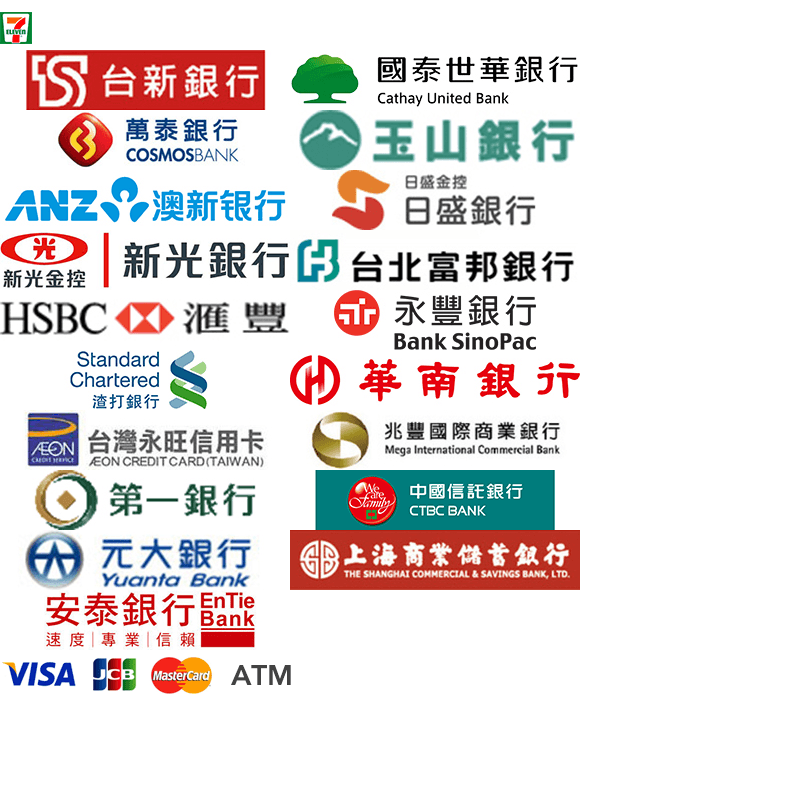 7
ELEVEN
台新銀行
國泰世華銀行
Cathay United Bank
萬泰銀行
COSMOSBANK
玉山銀行
ANZ 澳新银行
日盛金控
日盛銀行
光
新光金控
新光銀行
台北富邦銀行
HSBC 滙豐
永豐銀行
Bank SinoPac
Standard
Chartered
渣打銀行
華南銀行
ÆON
CREDIT SERVICE
台灣永旺信用卡
ÆON CREDIT CARD(TAIWAN)
兆豐國際商業銀行
Mega International Commercial Bank
第一銀行
We
are
Family
中國信託銀行
CTBC BANK
元大銀行
Yuanta Bank
上海商業儲蓄銀行
THE SHANGHAI COMMERCIAL & SAVINGS BANK, LTD.
安泰銀行
EnTie
Bank
速度|專業|信賴
VISA JCB MasterCard ATM